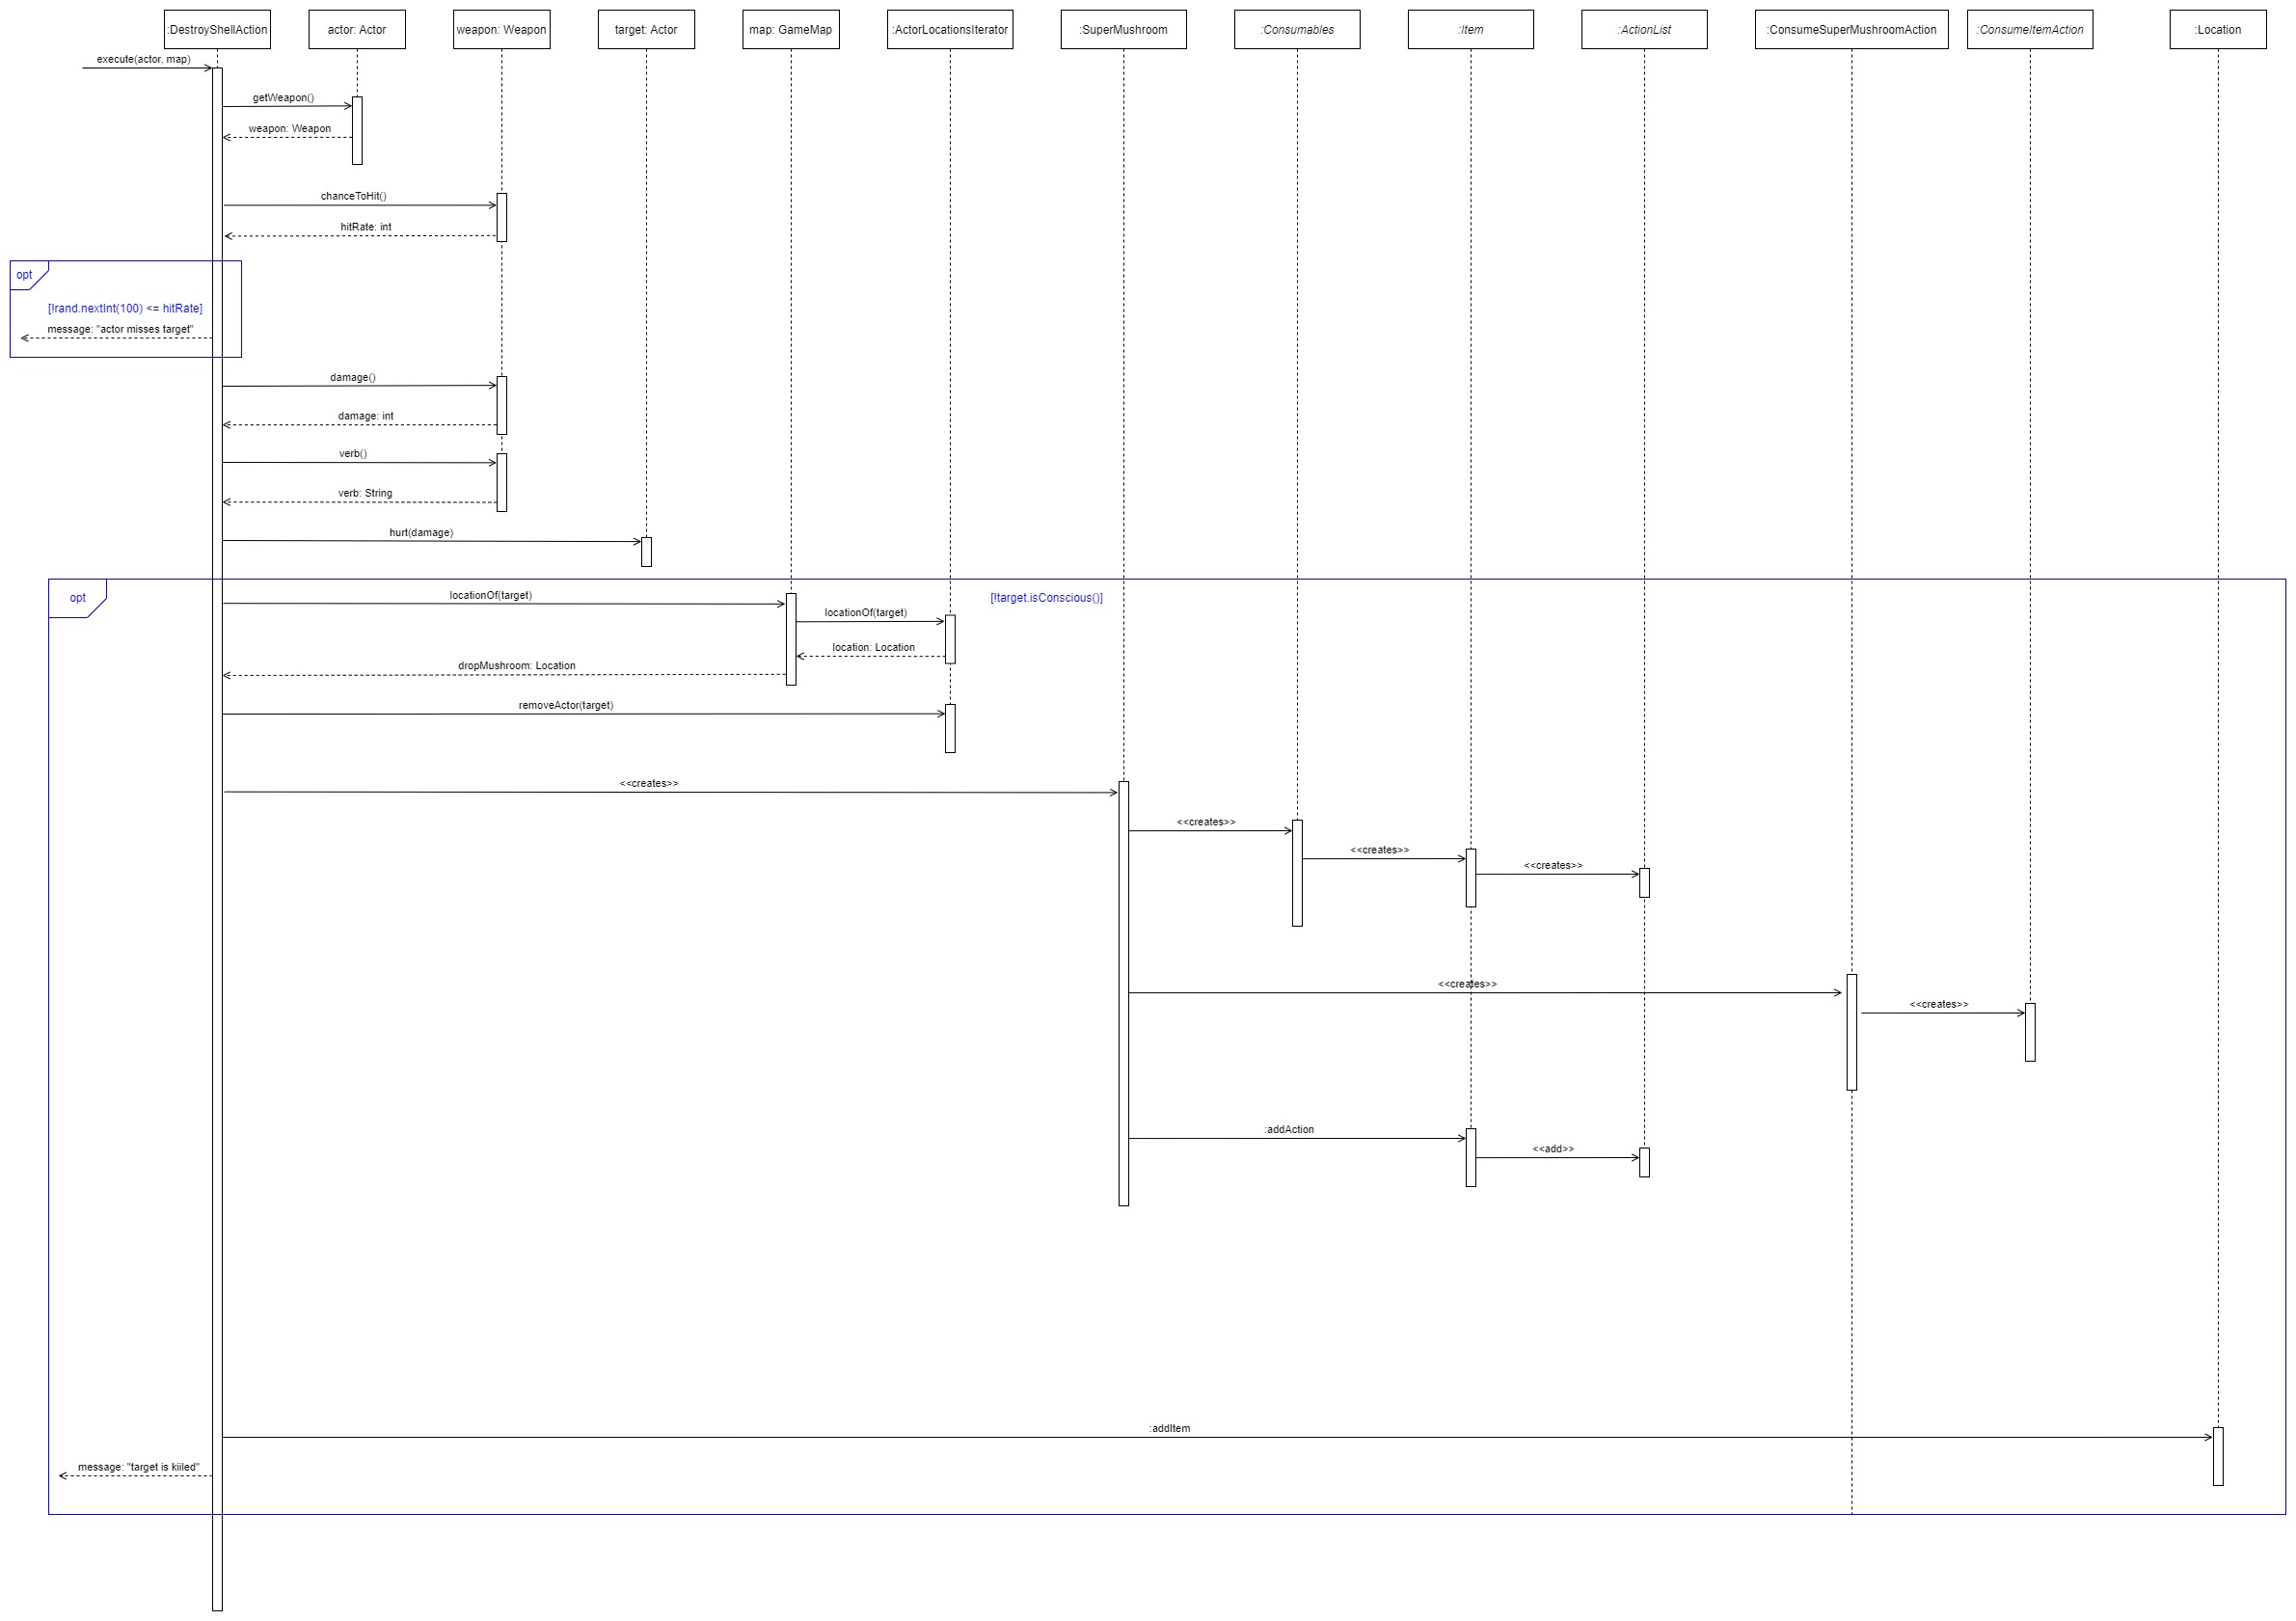 :DestroyShellAction
actor: Actor
weapon: Weapon
target: Actor
map: GameMap
:ActorLocationsIterator
:SuperMushroom
:Consumables
:Item
:ActionList
:ConsumeSuperMushroomAction
:ConsumeItemAction
:Location
execute(actor, map)
getWeapon()
weapon: Weapon
chanceToHit()
hitRate: int
opt
[!rand.nextInt(100) <= hitRate]
message: "actor misses target"
damage()
damage: int
verb()
verb: String
hurt(damage)
opt
[!target.isConscious()]
locationOf(target)
locationOf(target)
location: Location
dropMushroom: Location
removeActor(target)
<<creates>>
<<creates>>
<<creates>>
<<creates>>
<<creates>>
<<creates>>
:addAction
<<add>>
:addItem
message: "target is kiiled"